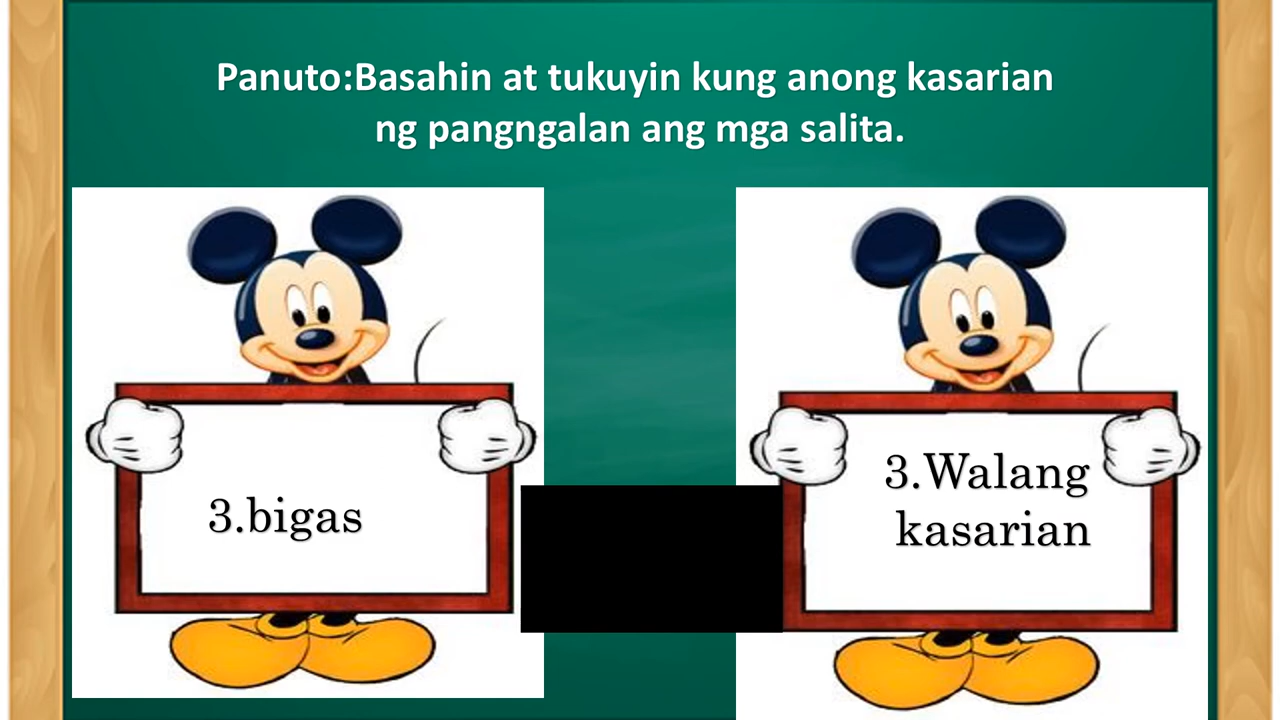 Panuto:Basahin at tukuyin kung anong kasarian
ng pangngalan ang mga salita.
3.bigas
3.Walang
kasarian